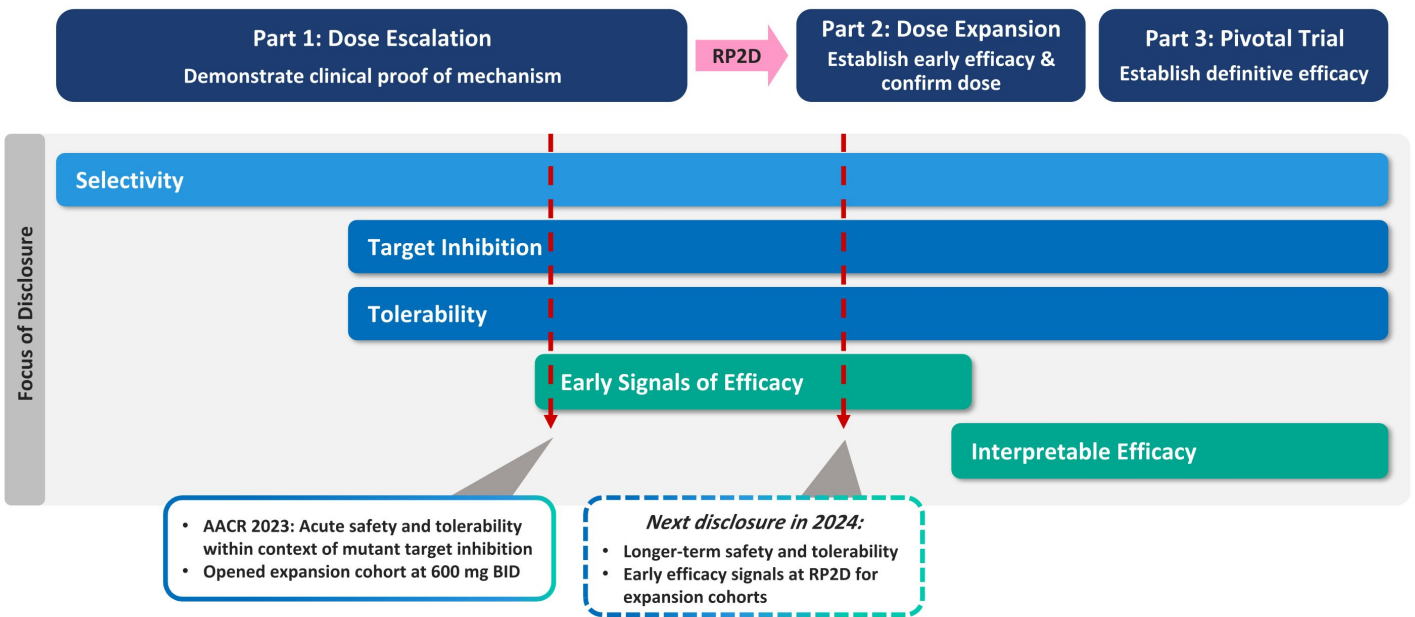 Part 1: Dose Escalation
Demonstrate clinical proof of mechanism
RP2D
Part 2: Dose Expansion
Establish early efficacy &
confirm dose
Part 3: Pivotal Trial
Establish definitive efficacy
Focus of Disclosure
Selectivity
Target Inhibition
Tolerability
Early Signals of Efficacy
Interpretable Efficacy
• AACR 2023: Acute safety and tolerability
within context of mutant target inhibition
• Opened expansion cohort at 600 mg BID
Next disclosure in 2024:
• Longer-term safety and tolerability
• Early efficacy signals at RP2D for
expansion cohorts